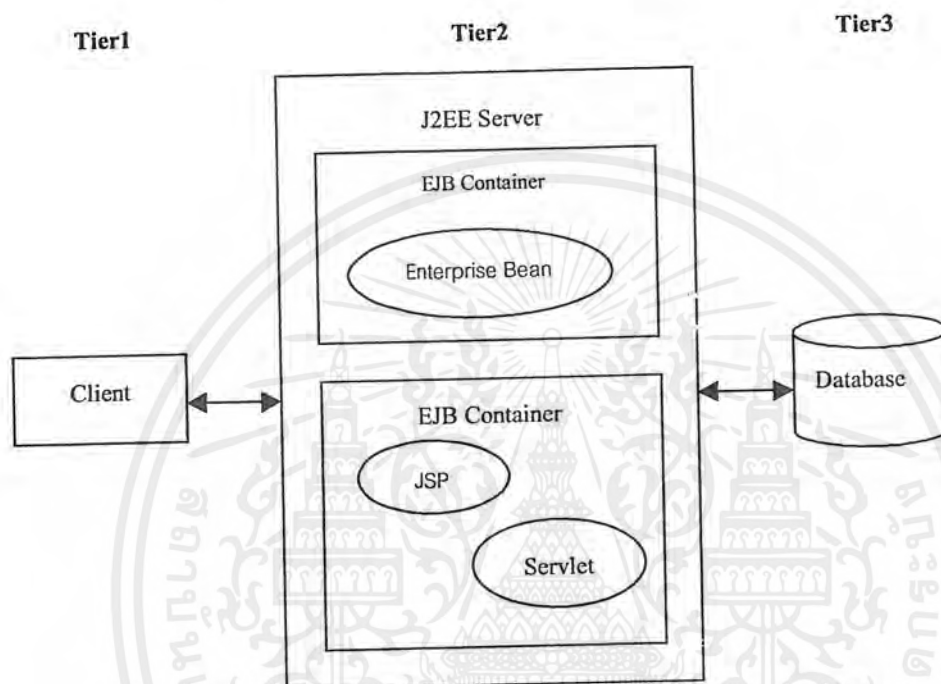 Tier1
Tier2
Tier3
J2EE Server
EJB Container
Enterprise Bean
Client
Database
EJB Container
JSP
Servlet